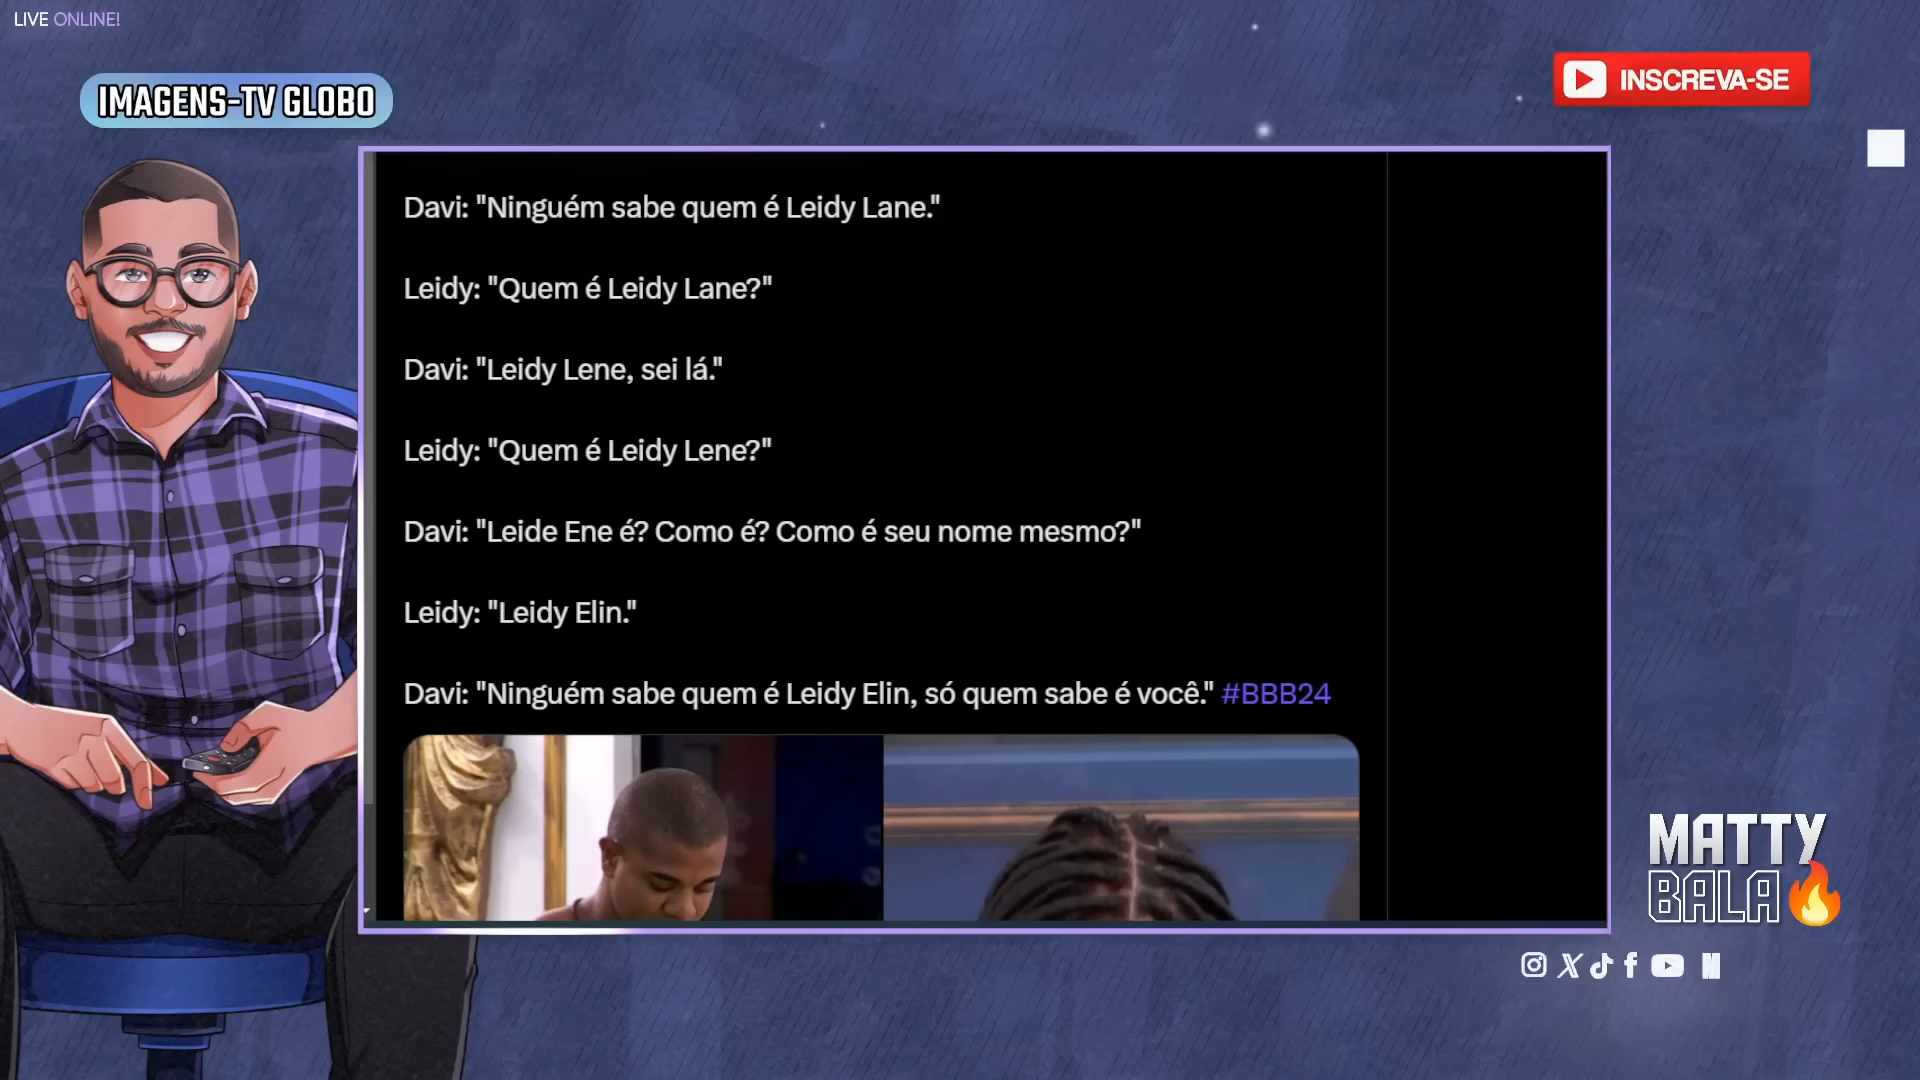 LIVE ONLINE!
IMAGENS-TV GLOBO
INSCREVA-SE
Davi: "Ninguém sabe quem é Leidy Lane."
Leidy: "Quem é Leidy Lane?"
Davi: "Leidy Lene, sei lá."
Leidy: "Quem é Leidy Lene?"
Davi: "Leide Ene é? Como é? Como é seu nome mesmo?"
Leidy: "Leidy Elin."
Davi: "Ninguém sabe quem é Leidy Elin, só quem sabe é você." #BBB24
MATTY
BALA